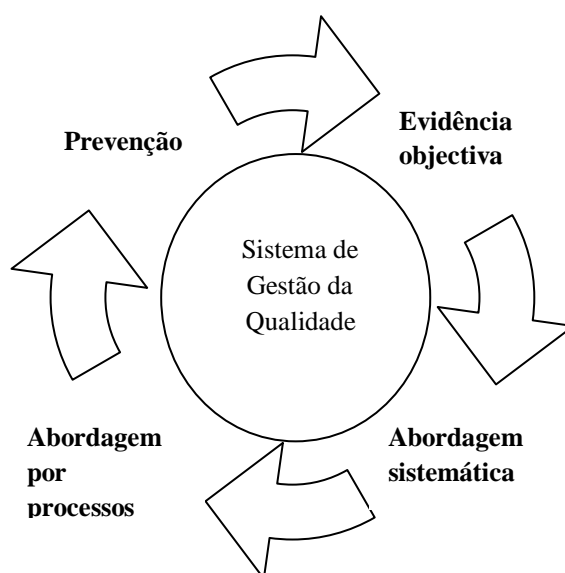 Prevenção
Evidência
objectiva
Sistema de
Gestão da
Qualidade
Abordagem
por
processos
Abordagem
sistemática